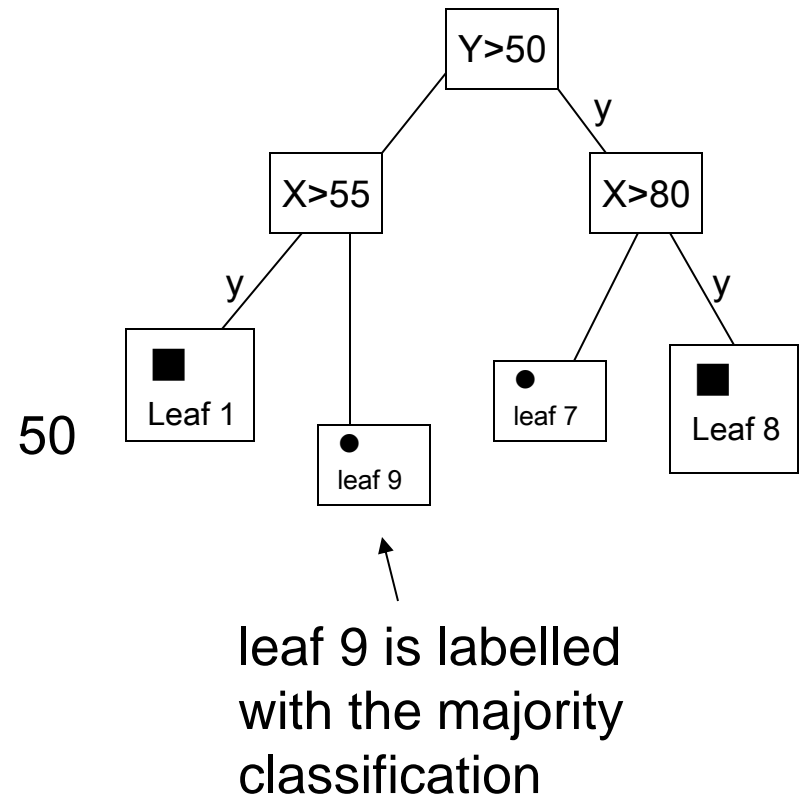 Y>50
y
X>55
X>80
y
y
Leaf 1
leaf 7
Leaf 8
50
leaf 9
leaf 9 is labelled
with the majority
classification